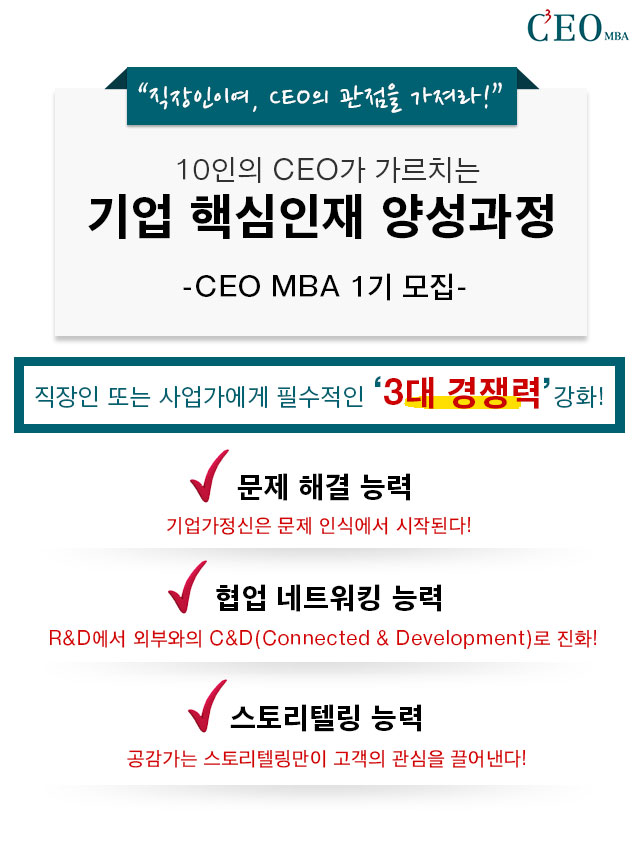 C³EO MBA
“직장인이여, CEO의 관점을 가져라!”
10인의 CEO가 가르치는
기업 핵심인재 양성과정
-CEO MBA 1기 모집-
직장인 또는 사업가에게 필수적인 ‘3대 경쟁력’강화!
문제 해결 능력
기업가정신은 문제 인식에서 시작된다!
협업 네트워킹 능력
R&D에서 외부와의 C&D(Connected & Development)로 진화!
스토리텔링 능력
공감가는 스토리텔링만이 고객의 관심을 끌어낸다!